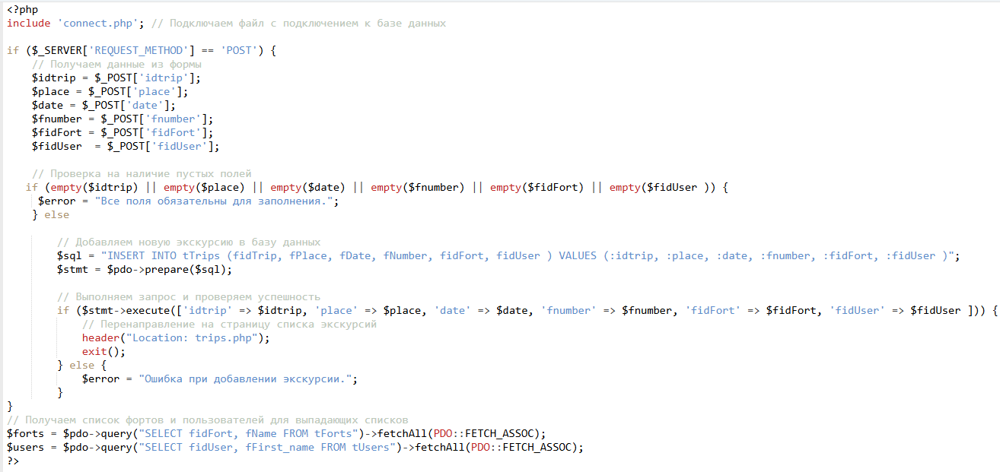 <?php
include 'connect.php'; // Подключаем файл с подключением к базе данных
if ($_SERVER['REQUEST_METHOD'] == 'POST') {
// Получаем данные из формы
$idtrip = $_POST['idtrip'];
$place = $_POST['place'];
$date = $_POST['date'];
$fnumber = $_POST['fnumber'];
$fidFort = $_POST['fidFort'];
$fidUser  = $_POST['fidUser'];
// Проверка на наличие пустых полей
if (empty($idtrip) || empty($place) || empty($date) || empty($fnumber) || empty($fidFort) || empty($fidUser )) {
$error = "Все поля обязательны для заполнения.";
} else
// Добавляем новую экскурсию в базу данных
$sql = "INSERT INTO tTrips (fidTrip, fPlace, fDate, fNumber, fidFort, fidUser ) VALUES (:idtrip, :place, :date, :fnumber, :fidFort, :fidUser )";
$stmt = $pdo->prepare($sql);
// Выполняем запрос и проверяем успешность
if ($stmt->execute(['idtrip' => $idtrip, 'place' => $place, 'date' => $date, 'fnumber' => $fnumber, 'fidFort' => $fidFort, 'fidUser' => $fidUser ])) {
// Перенаправление на страницу списка экскурсий
header("Location: trips.php");
exit();
} else {
$error = "Ошибка при добавлении экскурсии.";
}
}
// Получаем список фортов и пользователей для выпадающих списков
$forts = $pdo->query("SELECT fidFort, fName FROM tForts")->fetchAll(PDO::FETCH_ASSOC);
$users = $pdo->query("SELECT fidUser, fFirst_name FROM tUsers")->fetchAll(PDO::FETCH_ASSOC);
?>